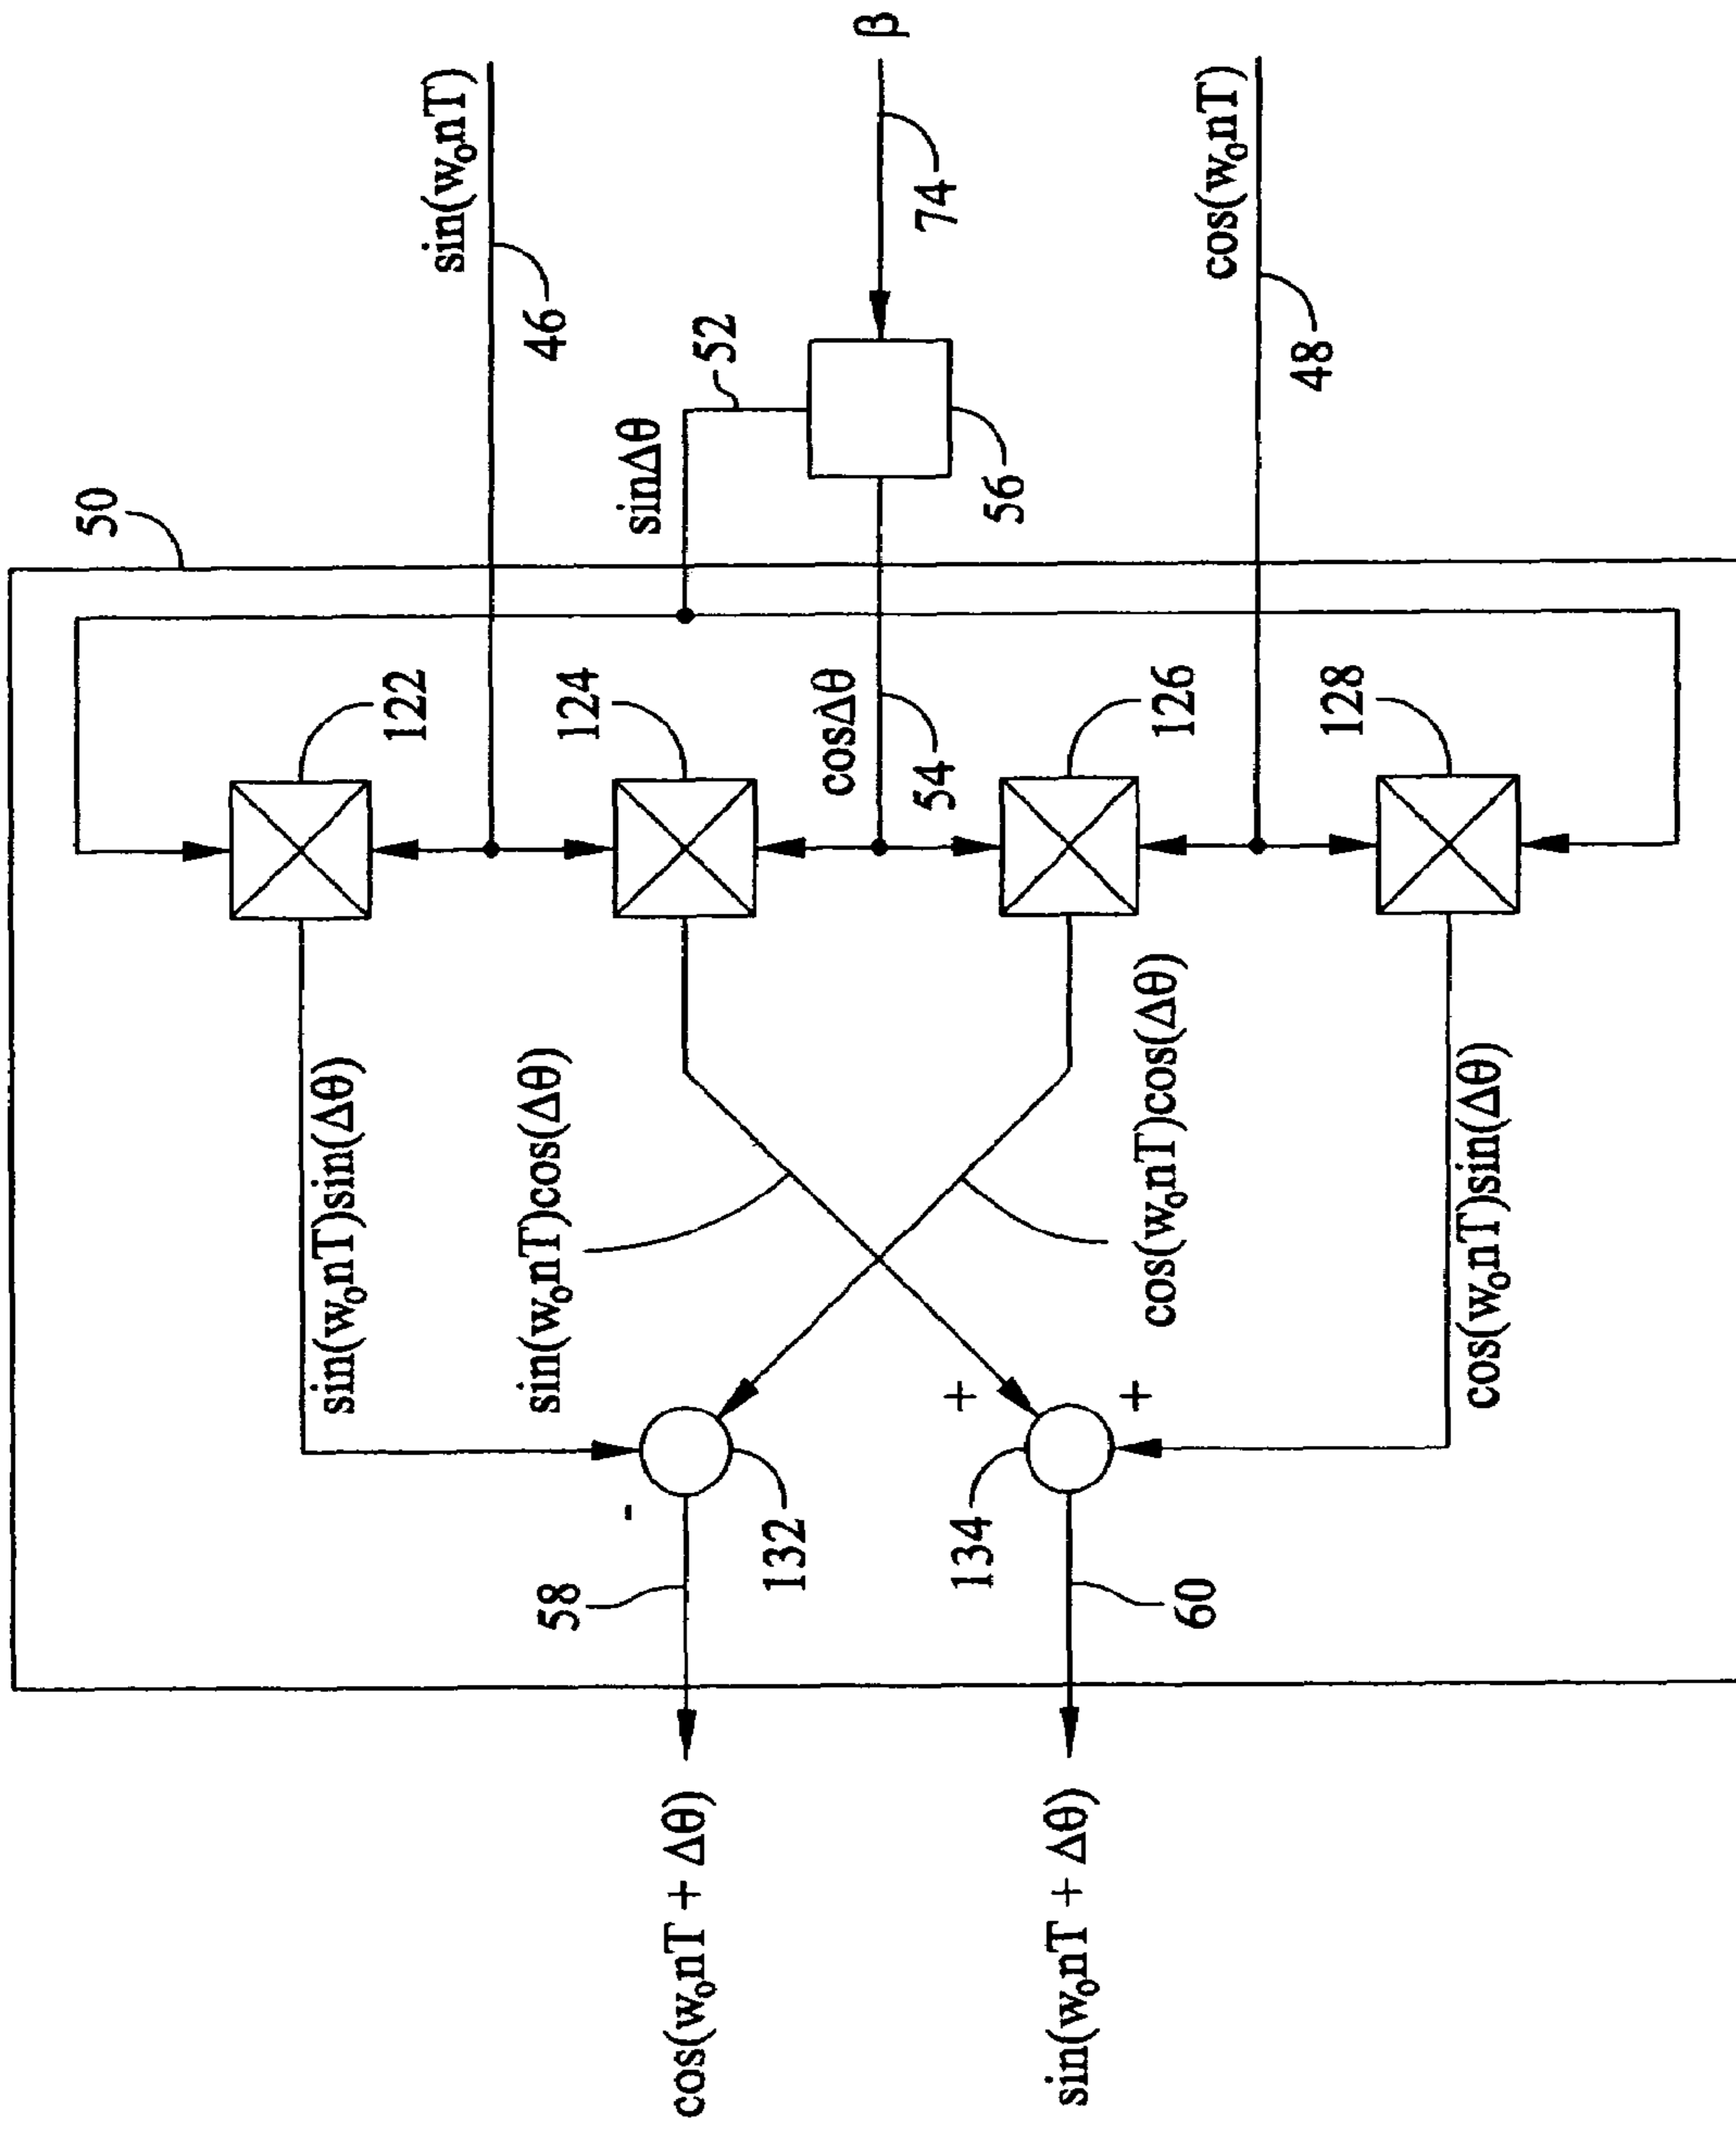 50
sin(w₀nT)
46
sinΔθ
52
β
74
56
cos(w₀nT)
48
122
124
cosΔθ
54
126
128
sin(w₀nT)sin(Δθ)
sin(w₀nT)cos(Δθ)
cos(w₀nT)cos(Δθ)
cos(w₀nT)sin(Δθ)
-
132
+
+
134
58
60
cos(w₀nT + Δθ)
sin(w₀nT + Δθ)